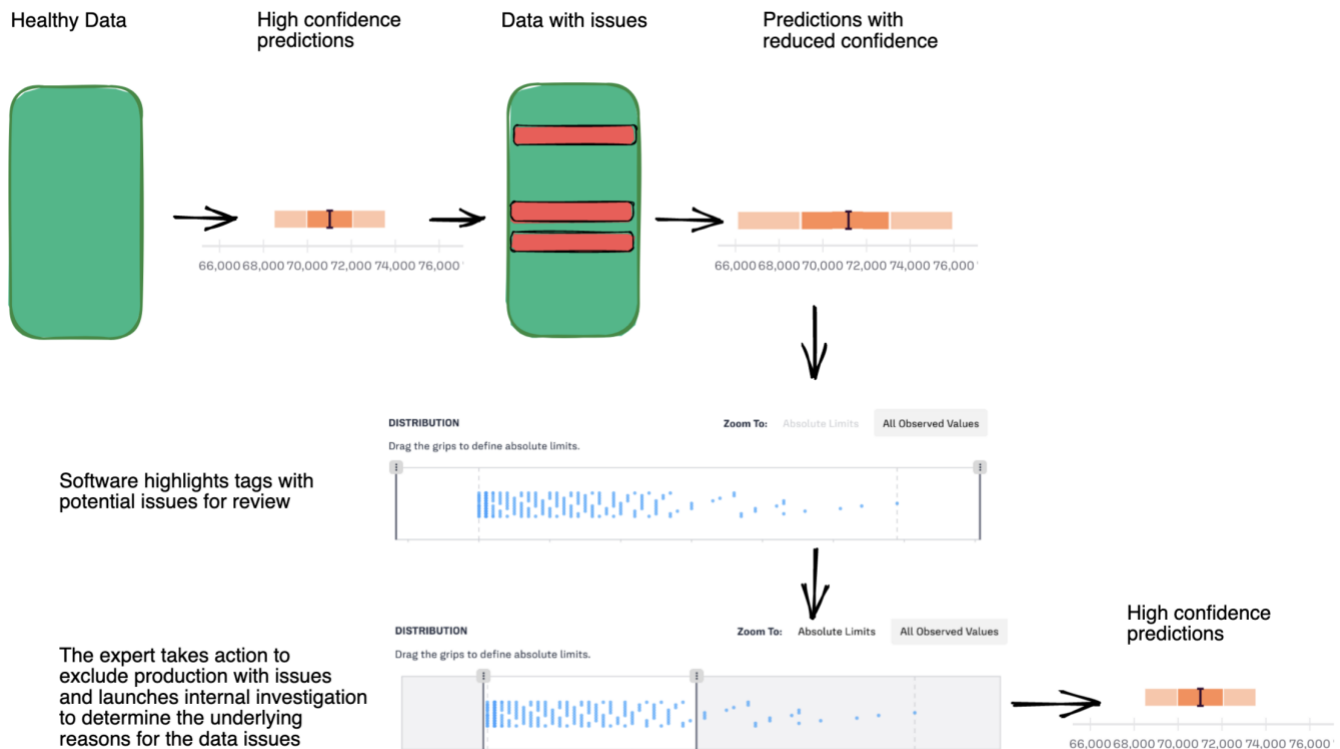 Healthy Data
High confidence
predictions
Data with issues
Predictions with
reduced confidence
66,000 68,000 70,000 72,000 74,000 76,000
66,000 68,000 70,000 72,000 74,000 76,000
DISTRIBUTION
Zoom To: Absolute Limits All Observed Values
Drag the grips to define absolute limits.
Software highlights tags with
potential issues for review
DISTRIBUTION
Zoom To: Absolute Limits All Observed Values
Drag the grips to define absolute limits.
The expert takes action to
exclude production with issues
and launches internal investigation
to determine the underlying
reasons for the data issues
High confidence
predictions
66,000 68,000 70,000 72,000 74,000 76,000